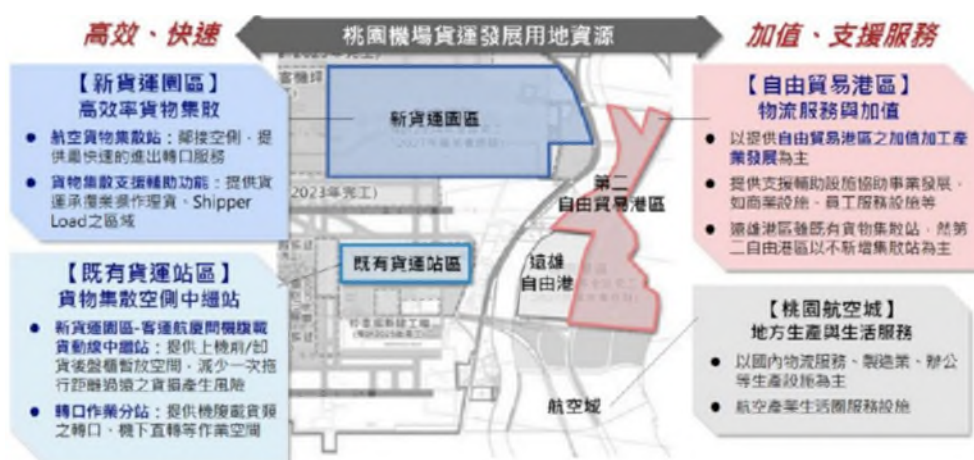 高效、快速
桃園機場貨運發展用地資源
加值、支援服務
【新貨運園區】
高效率貨物集散
● 航空貨物集散站：鄰接空側，提
供最快速的進出轉口服務
● 貨物集散支援輔助功能：提供貨
運承攬業操作理貨、Shipper
Load之區域
【既有貨運站區】
貨物集散空側中繼站
● 新貨運園區-客運航廈間機腹載
貨動線中繼站：提供上機前/卸
貨後盤櫃暫放空間，減少一次拖
行距離過遠之貨損產生風險
● 轉口作業分站：提供機腹載貨類
之轉口、機下直轉等作業空間
客機坪
新貨運園區
2023年完工)
既有貨運站區
第二
自由貿易港區
遠雄
自由港
航空城
【自由貿易港區】
物流服務與加值
● 以提供自由貿易港區之加值加工產
業發展為主
● 提供支援輔助設施協助事業發展，
如商業設施、員工服務設施等
● 遠雄港區雖既有貨物集散站，然第
二自由港區以不新增集散站為主
【桃園航空城】
地方生產與生活服務
● 以國內物流服務、製造業、辦公
等生產設施為主
● 航空產業生活圈服務設施